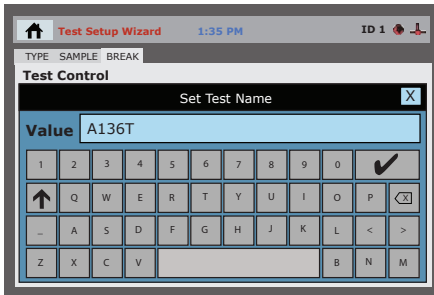 Test Setup Wizard 1:35 PM ID 1
TYPE SAMPLE BREAK
Test Control
Set Test Name X
Value A136T
1 2 3 4 5 6 7 8 9 0
Q W E R T Y U I O P X
_ A S D F G H J K L < >
Z X C V B N M